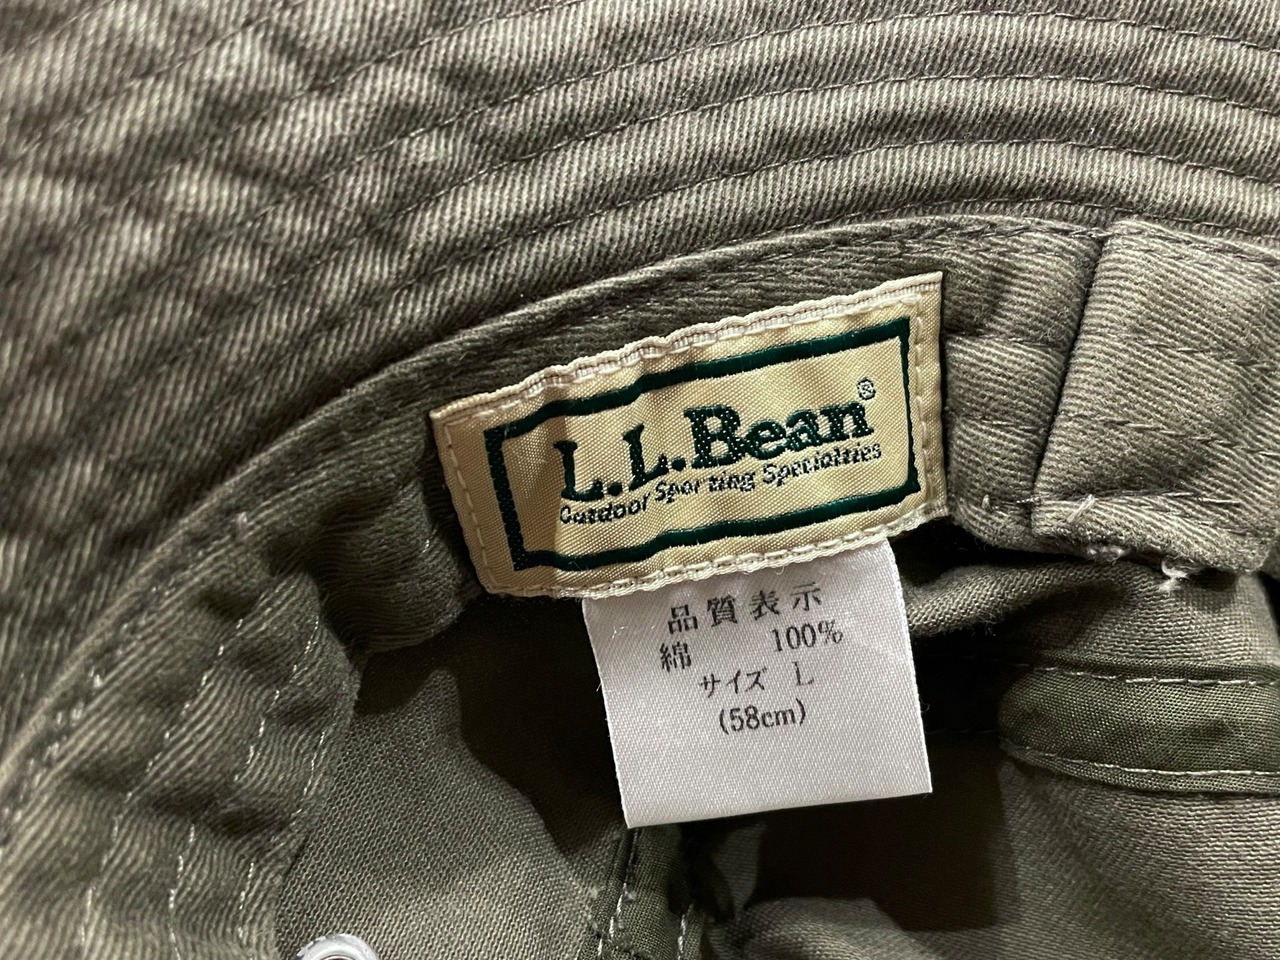 L.L.Bean®
Outdoor Sporting Specialties
品質表示
綿 100%
サイズ L
(58cm)